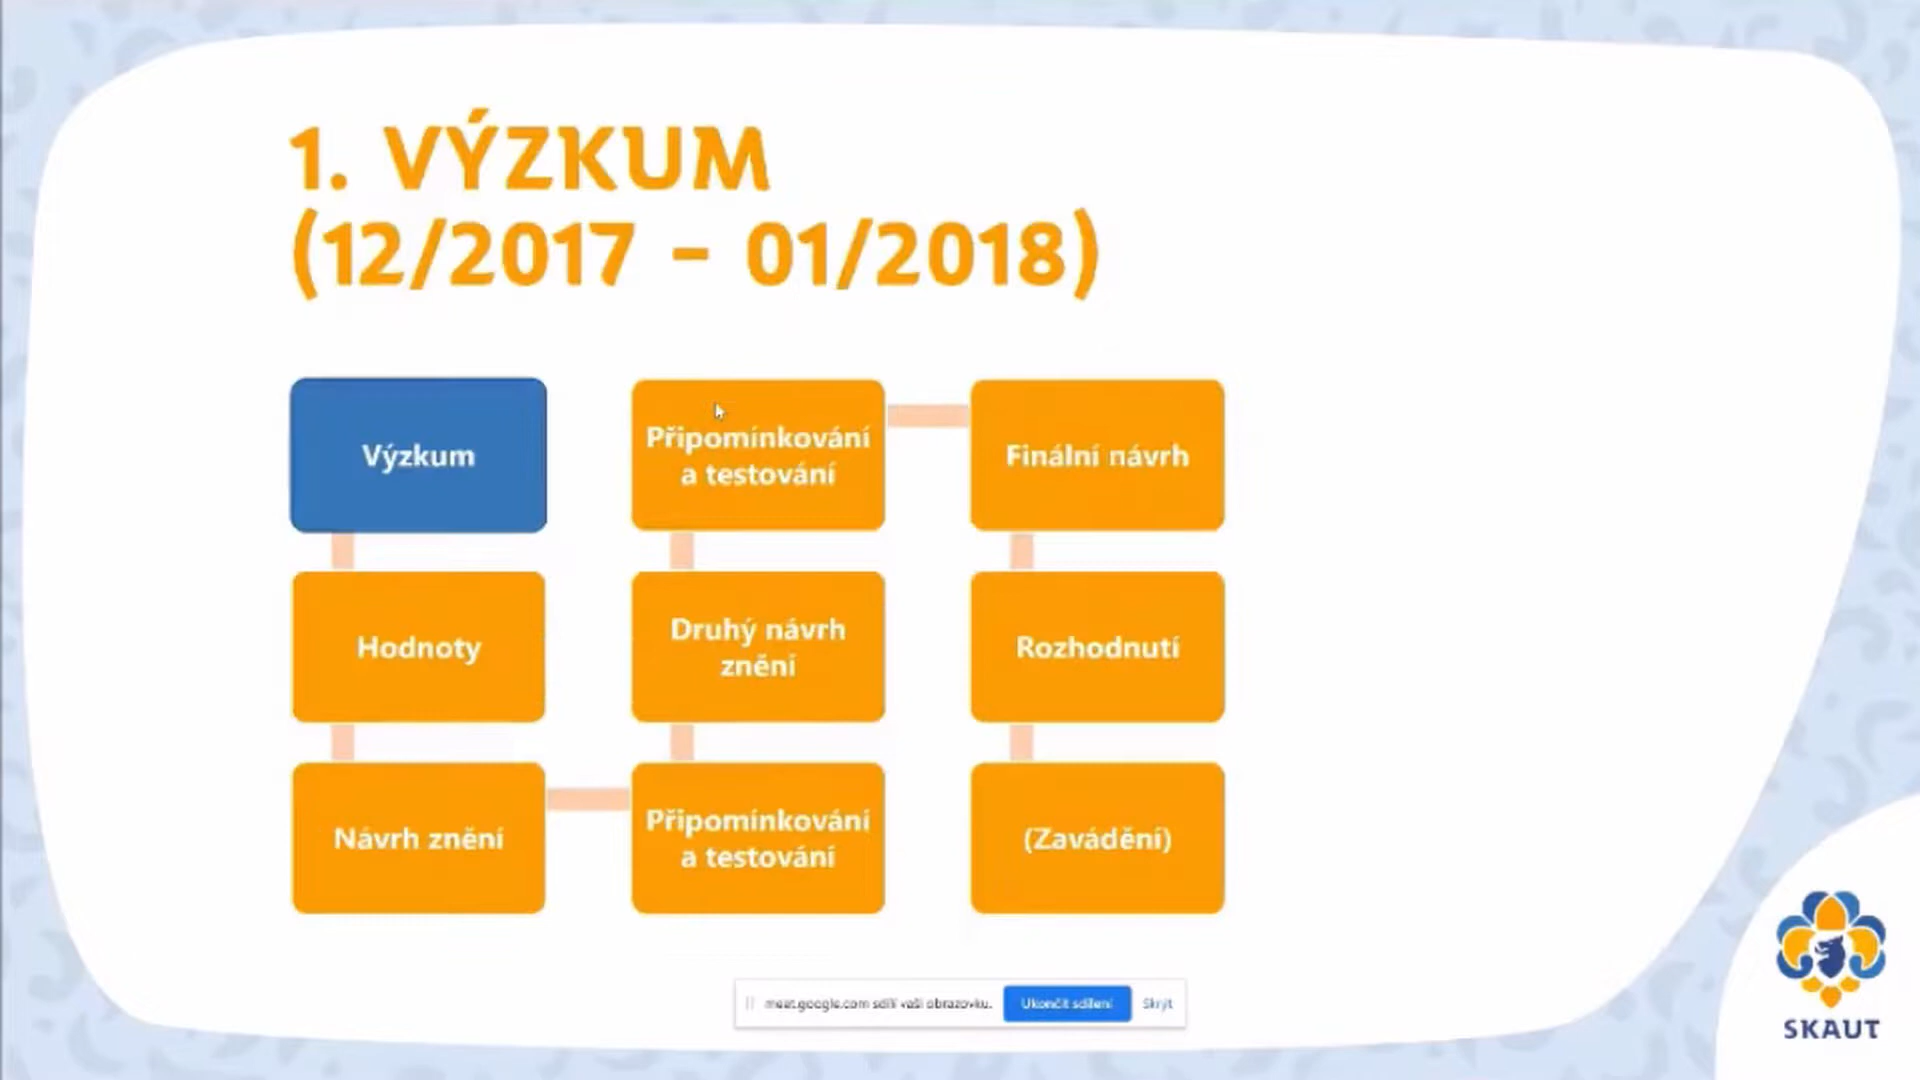 1. VÝZKUM
(12/2017 - 01/2018)
Výzkum
Hodnoty
Návrh znění
Připomínkování
a testování
Druhý návrh
znění
Připomínkování
a testování
Finální návrh
Rozhodnutí
(Zavádění)
meet.google.com sdílí vaši obrazovku.
Ukončit sdílení
Skrýt
SKAUT